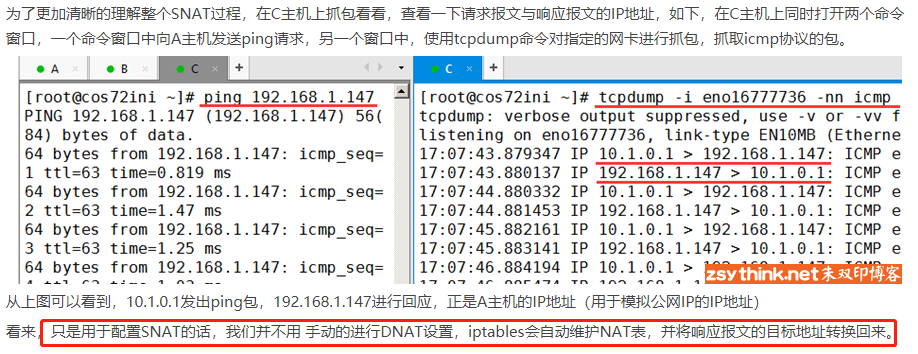 为了更加清晰的理解整个SNAT过程，在C主机上抓包看看，查看一下请求报文与响应报文的IP地址，如下，在C主机上同时打开两个命令
窗口，一个命令窗口中向A主机发送ping请求，另一个窗口中，使用tcpdump命令对指定的网卡进行抓包，抓取icmp协议的包。
A × B × C × +
[root@cos72ini ~]# ping 192.168.1.147
PING 192.168.1.147 (192.168.1.147) 56(
84) bytes of data.
64 bytes from 192.168.1.147: icmp_seq=
1 ttl=63 time=0.819 ms
64 bytes from 192.168.1.147: icmp_seq=
2 ttl=63 time=1.47 ms
64 bytes from 192.168.1.147: icmp_seq=
3 ttl=63 time=1.25 ms
64 bytes from 192.168.1.147: icmp_seq=
C × +
[root@cos72ini ~]# tcpdump -i eno16777736 -nn icmp
tcpdump: verbose output suppressed, use -v or -vv f
listening on eno16777736, link-type EN10MB (Etherne
17:07:43.879347 IP 10.1.0.1 > 192.168.1.147: ICMP e
17:07:43.880137 IP 192.168.1.147 > 10.1.0.1: ICMP e
17:07:44.880332 IP 10.1.0.1 > 192.168.1.147: ICMP e
17:07:44.881453 IP 192.168.1.147 > 10.1.0.1: ICMP e
17:07:45.882161 IP 10.1.0.1 > 192.168.1.147: ICMP e
17:07:45.883141 IP 192.168.1.147 > 10.1.0.1: ICMP e
17:07:46.884194 IP 10.1.0.1 > 192.168.1.147: ICMP e
zsythink.net朱双印博客
从上图可以看到，10.1.0.1发出ping包，192.168.1.147进行回应，正是A主机的IP地址（用于模拟公网IP的IP地址）
看来，只是用于配置SNAT的话，我们并不用 手动的进行DNAT设置，iptables会自动维护NAT表，并将响应报文的目标地址转换回来。